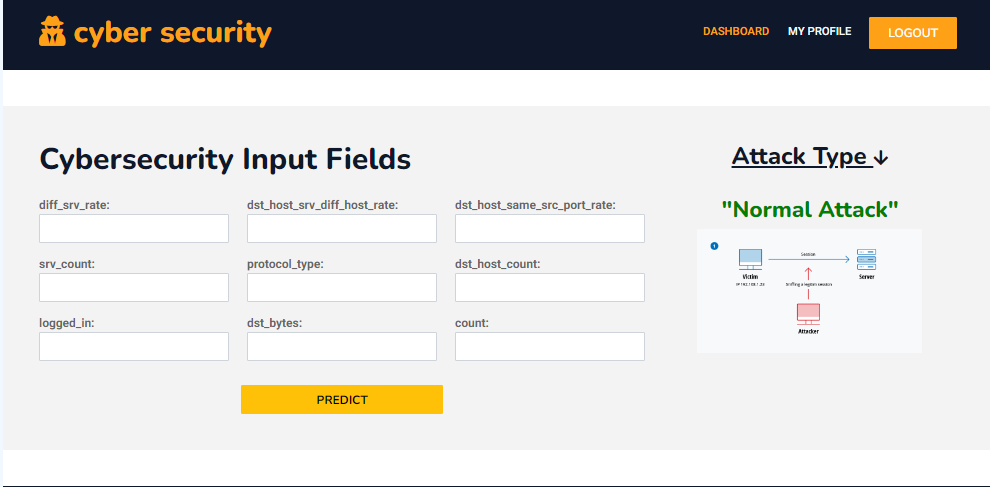 cyber security
DASHBOARD MY PROFILE LOGOUT
Cybersecurity Input Fields
diff_srv_rate: dst_host_srv_diff_host_rate: dst_host_same_src_port_rate:
srv_count: protocol_type: dst_host_count:
logged_in: dst_bytes: count:
PREDICT
Attack Type ↓
"Normal Attack"
1
Session
Victim
Server
Sniffing a legitim session
Attacker